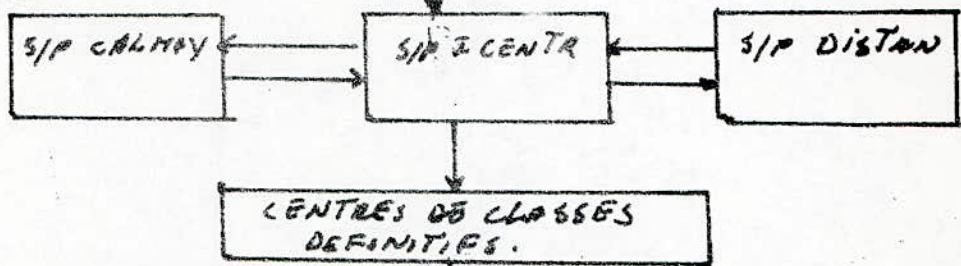 S/P CALMOY
S/P ICENTR
S/P DISTAN
CENTRES DE CLASSES
DEFINITIFS.